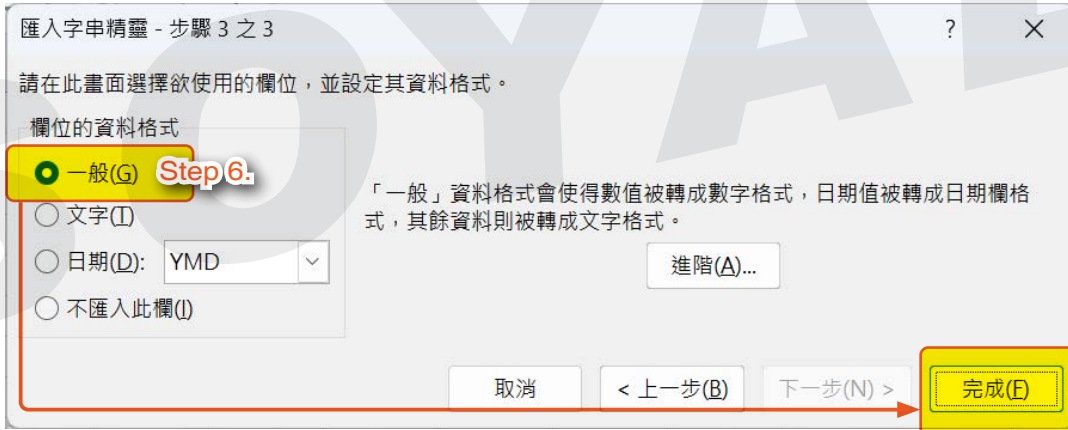 匯入字串精靈 - 步驟 3 之 3 ?
請在此畫面選擇欲使用的欄位，並設定其資料格式。
欄位的資料格式
一般(G) Step 6.
文字(T)
日期(D): YMD
不匯入此欄(I)
「一般」資料格式會使得數值被轉成數字格式，日期值被轉成日期欄格
式，其餘資料則被轉成文字格式。
進階(A)...
取消 < 上一步(B) 下一步(N) > 完成(F)